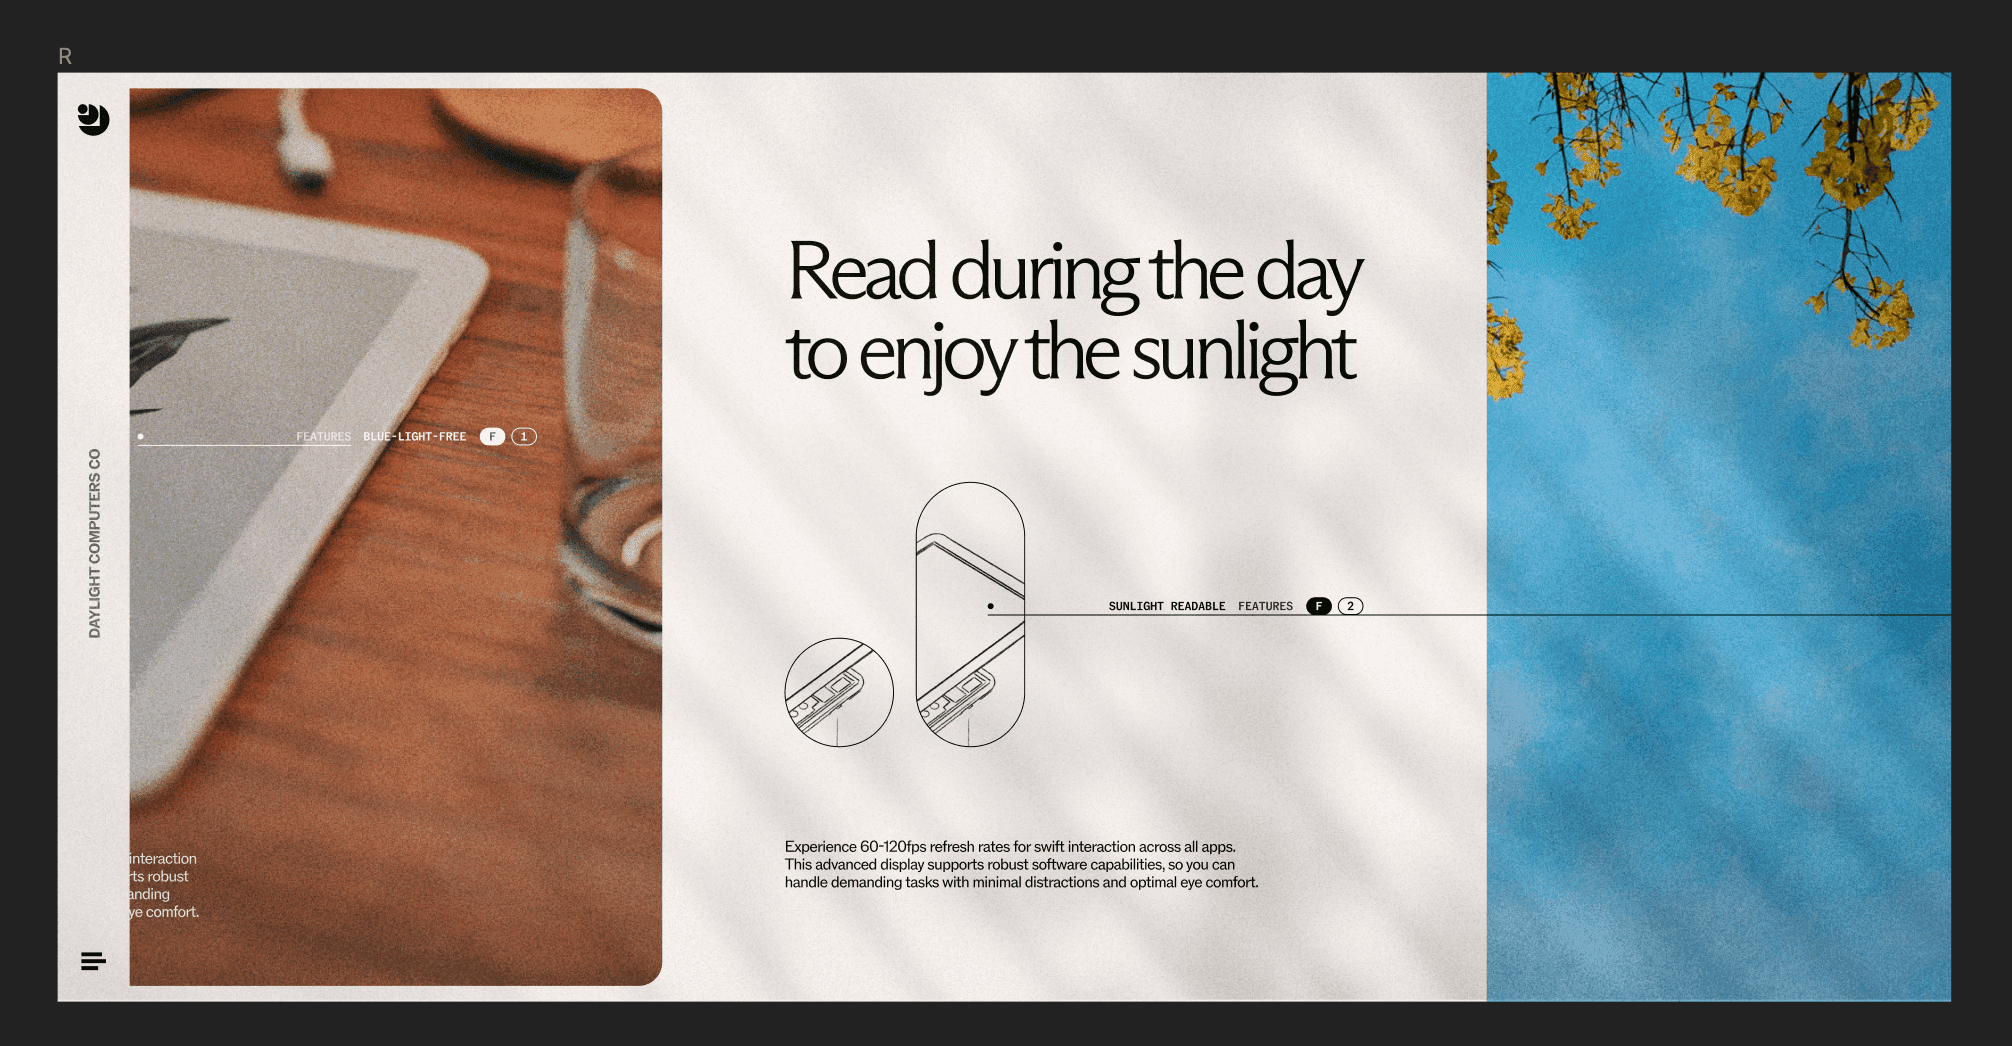 R
DAYLIGHT COMPUTERS CO
FEATURES BLUE-LIGHT-FREE F 1
interaction
rts robust
anding
ye comfort.
Read during the day
to enjoy the sunlight
SUNLIGHT READABLE FEATURES F 2
Experience 60-120fps refresh rates for swift interaction across all apps.
This advanced display supports robust software capabilities, so you can
handle demanding tasks with minimal distractions and optimal eye comfort.